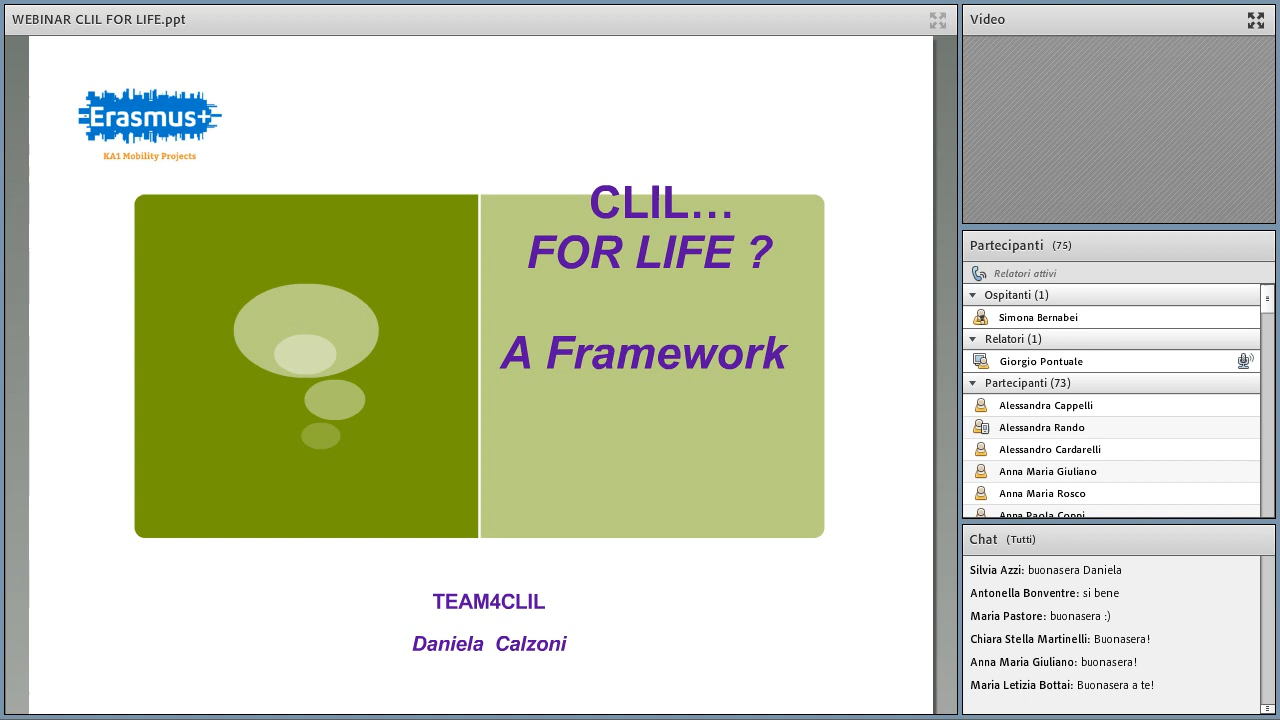 WEBINAR CLIL FOR LIFE.ppt
Erasmus+
KA1 Mobility Projects
CLIL…
FOR LIFE ?
A Framework
TEAM4CLIL
Daniela Calzoni
Video
Partecipanti (75)
Relatori attivi
Ospitanti (1)
Simona Bernabei
Relatori (1)
Giorgio Pontuale
Partecipanti (73)
Alessandra Cappelli
Alessandra Rando
Alessandro Cardarelli
Anna Maria Giuliano
Anna Maria Rosco
Anna Paola Coppi
Chat (Tutti)
Silvia Azzi: buonasera Daniela
Antonella Bonventre: si bene
Maria Pastore: buonasera :)
Chiara Stella Martinelli: Buonasera!
Anna Maria Giuliano: buonasera!
Maria Letizia Bottai: Buonasera a te!